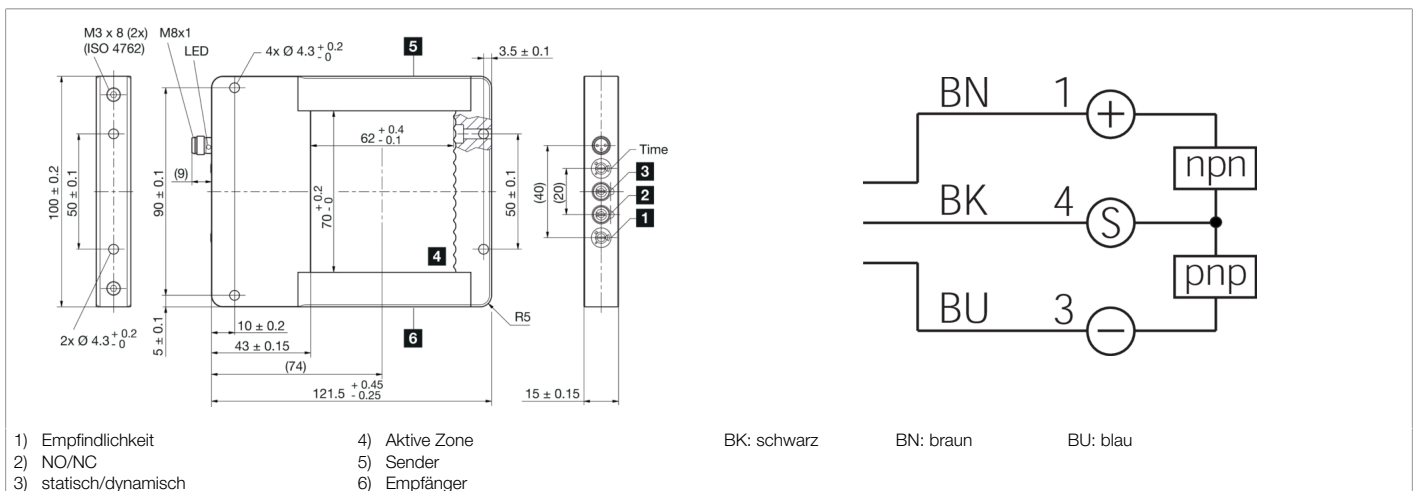 M3 x 8 (2x)
(ISO 4762)
M8x1
LED
4x Ø 4.3 + 0.2 - 0
5
3.5 ± 0.1
100 ± 0.2
50 ± 0.1
90 ± 0.1
(9)
62 + 0.4 - 0.1
70 + 0.2 - 0
4
50 ± 0.1
(40)
(20)
Time
3
2
1
2x Ø 4.3 + 0.2 - 0
5 ± 0.1
10 ± 0.2
43 ± 0.15
(74)
121.5 + 0.45 - 0.25
6
R5
15 ± 0.15
BN 1 +
npn
BK 4 S
pnp
BU 3 −
1) Empfindlichkeit
2) NO/NC
3) statisch/dynamisch
4) Aktive Zone
5) Sender
6) Empfänger
BK: schwarz BN: braun BU: blau